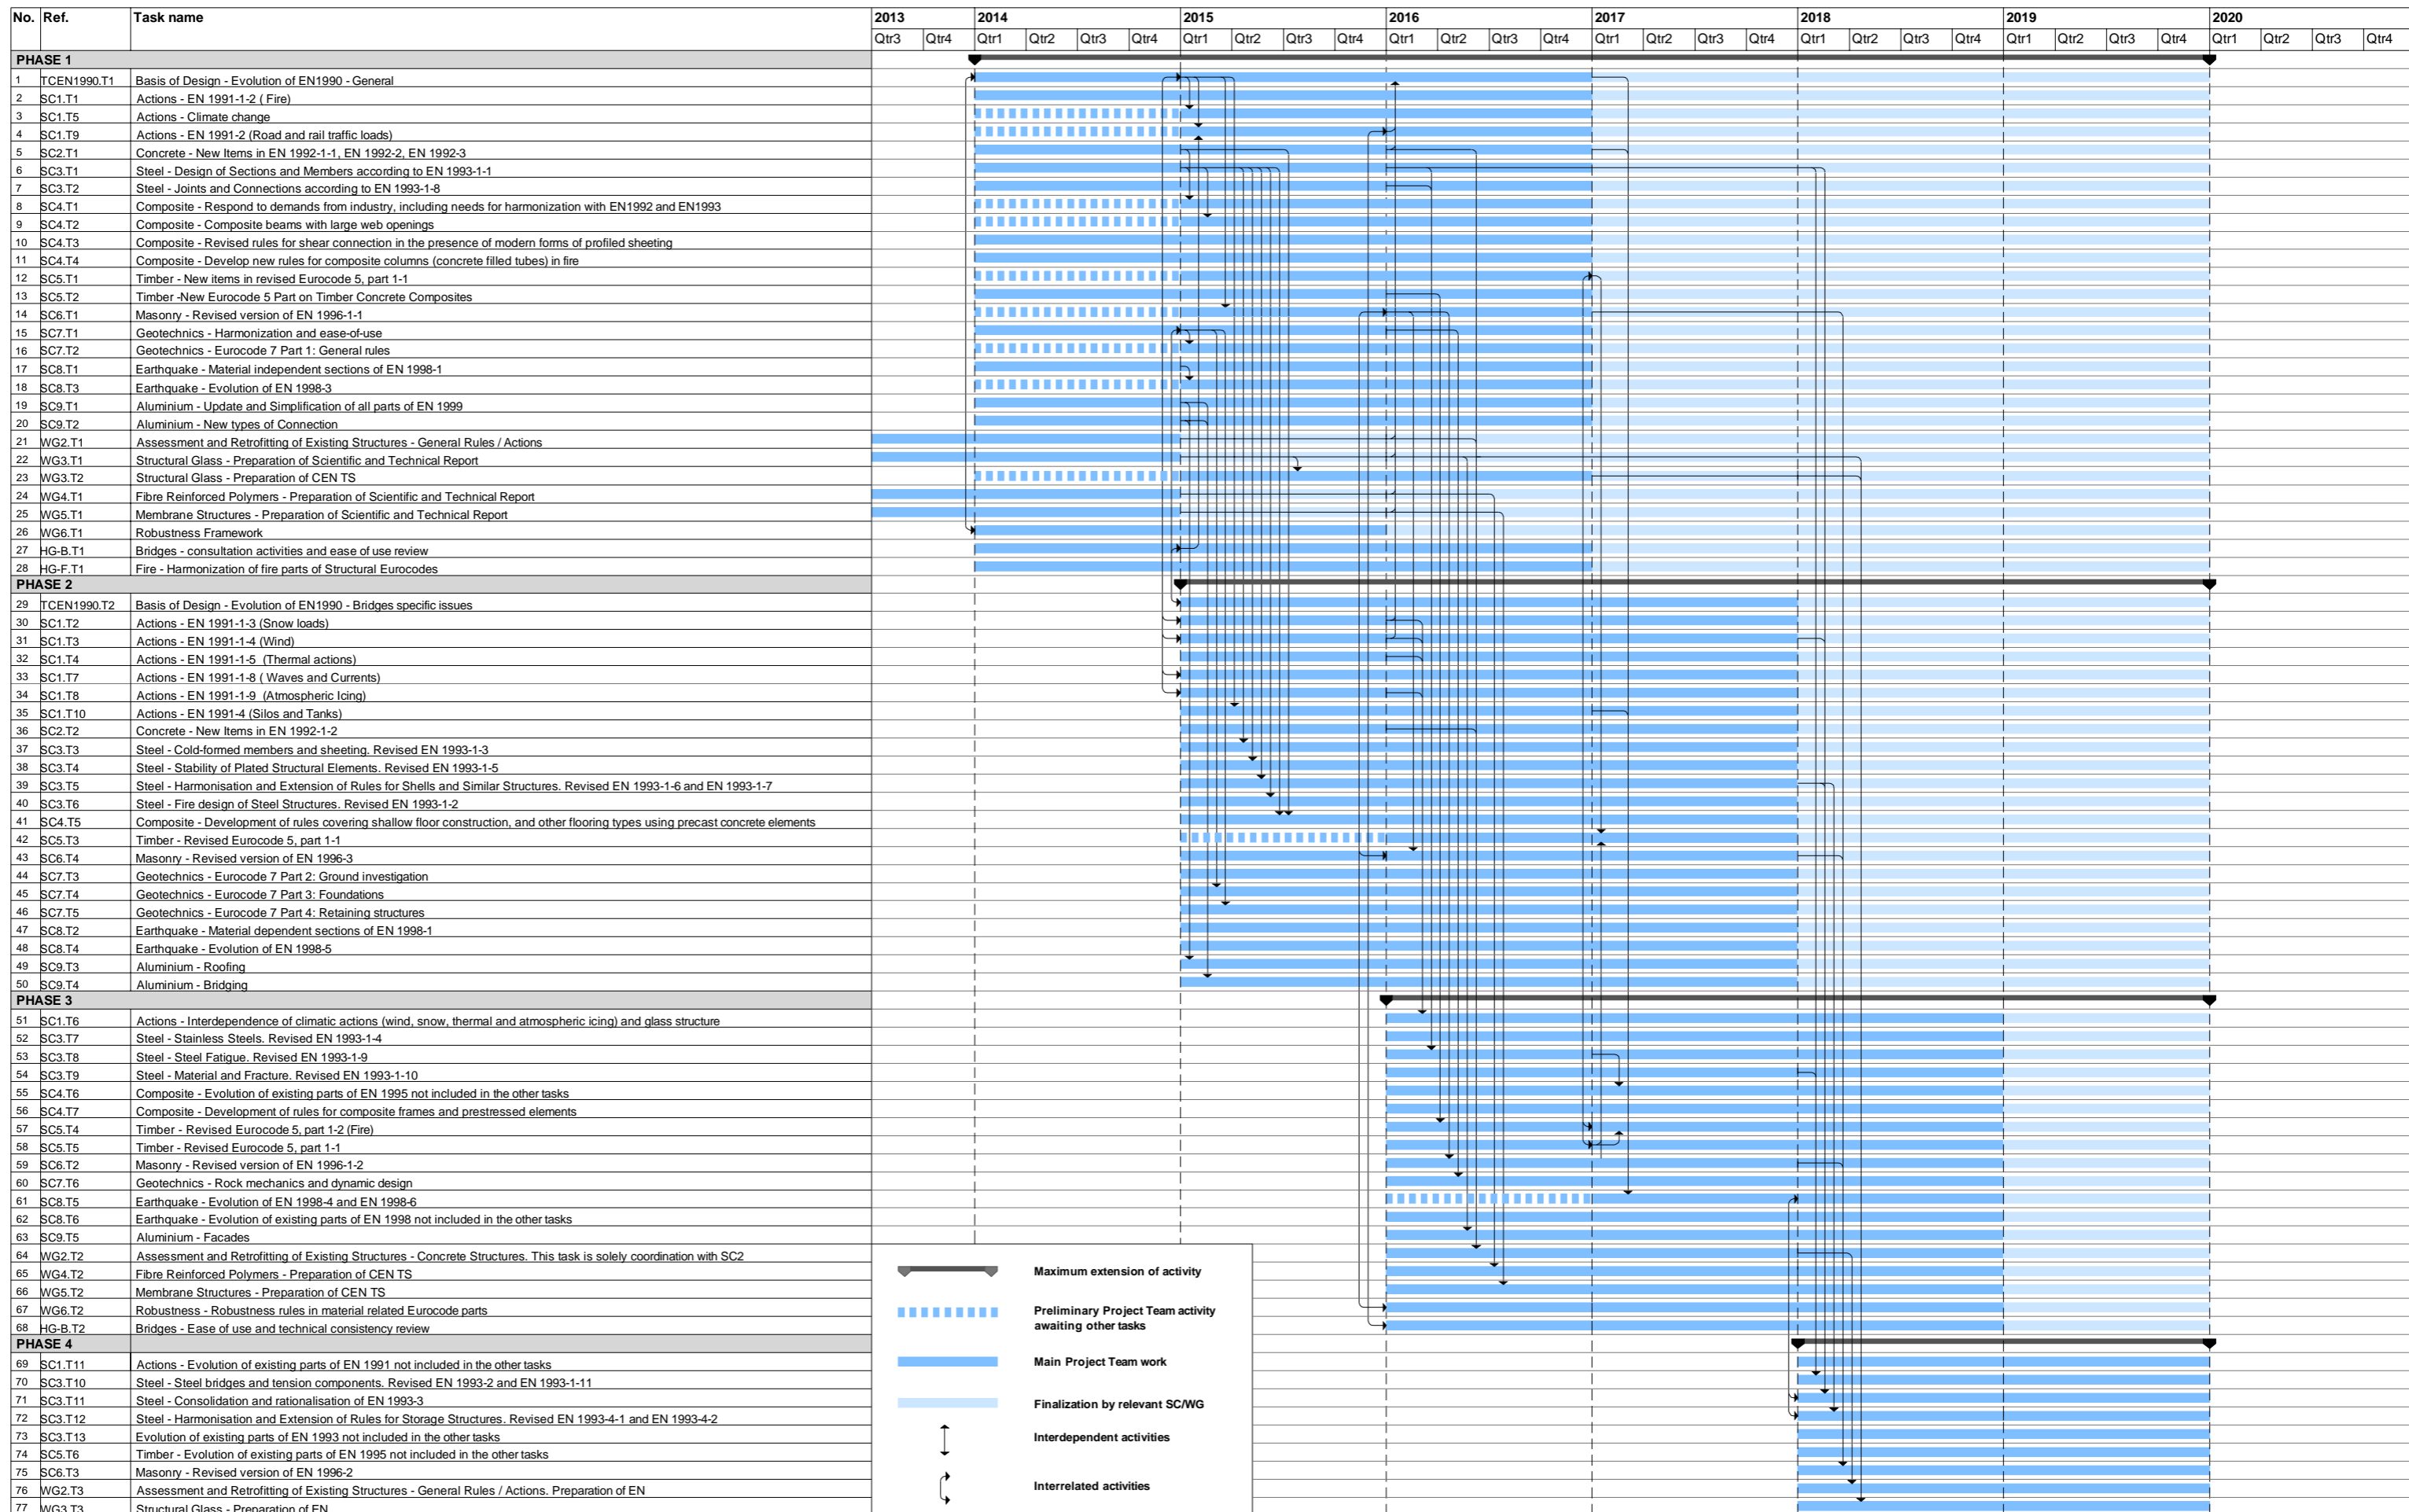 No. Ref. Task name 2013 2014 2015 2016 2017 2018 2019 2020
Qtr3 Qtr4 Qtr1 Qtr2 Qtr3 Qtr4 Qtr1 Qtr2 Qtr3 Qtr4 Qtr1 Qtr2 Qtr3 Qtr4 Qtr1 Qtr2 Qtr3 Qtr4 Qtr1 Qtr2 Qtr3 Qtr4 Qtr1 Qtr2 Qtr3 Qtr4 Qtr1 Qtr2 Qtr3 Qtr4
PHASE 1
1 TCEN1990.T1 Basis of Design - Evolution of EN1990 - General
2 SC1.T1 Actions - EN 1991-1-2 ( Fire)
3 SC1.T5 Actions - Climate change
4 SC1.T9 Actions - EN 1991-2 (Road and rail traffic loads)
5 SC2.T1 Concrete - New Items in EN 1992-1-1, EN 1992-2, EN 1992-3
6 SC3.T1 Steel - Design of Sections and Members according to EN 1993-1-1
7 SC3.T2 Steel - Joints and Connections according to EN 1993-1-8
8 SC4.T1 Composite - Respond to demands from industry, including needs for harmonization with EN1992 and EN1993
9 SC4.T2 Composite - Composite beams with large web openings
10 SC4.T3 Composite - Revised rules for shear connection in the presence of modern forms of profiled sheeting
11 SC4.T4 Composite - Develop new rules for composite columns (concrete filled tubes) in fire
12 SC5.T1 Timber - New items in revised Eurocode 5, part 1-1
13 SC5.T2 Timber -New Eurocode 5 Part on Timber Concrete Composites
14 SC6.T1 Masonry - Revised version of EN 1996-1-1
15 SC7.T1 Geotechnics - Harmonization and ease-of-use
16 SC7.T2 Geotechnics - Eurocode 7 Part 1: General rules
17 SC8.T1 Earthquake - Material independent sections of EN 1998-1
18 SC8.T3 Earthquake - Evolution of EN 1998-3
19 SC9.T1 Aluminium - Update and Simplification of all parts of EN 1999
20 SC9.T2 Aluminium - New types of Connection
21 WG2.T1 Assessment and Retrofitting of Existing Structures - General Rules / Actions
22 WG3.T1 Structural Glass - Preparation of Scientific and Technical Report
23 WG3.T2 Structural Glass - Preparation of CEN TS
24 WG4.T1 Fibre Reinforced Polymers - Preparation of Scientific and Technical Report
25 WG5.T1 Membrane Structures - Preparation of Scientific and Technical Report
26 WG6.T1 Robustness Framework
27 HG-B.T1 Bridges - consultation activities and ease of use review
28 HG-F.T1 Fire - Harmonization of fire parts of Structural Eurocodes
PHASE 2
29 TCEN1990.T2 Basis of Design - Evolution of EN1990 - Bridges specific issues
30 SC1.T2 Actions - EN 1991-1-3 (Snow loads)
31 SC1.T3 Actions - EN 1991-1-4 (Wind)
32 SC1.T4 Actions - EN 1991-1-5 (Thermal actions)
33 SC1.T7 Actions - EN 1991-1-8 ( Waves and Currents)
34 SC1.T8 Actions - EN 1991-1-9 (Atmospheric Icing)
35 SC1.T10 Actions - EN 1991-4 (Silos and Tanks)
36 SC2.T2 Concrete - New Items in EN 1992-1-2
37 SC3.T3 Steel - Cold-formed members and sheeting. Revised EN 1993-1-3
38 SC3.T4 Steel - Stability of Plated Structural Elements. Revised EN 1993-1-5
39 SC3.T5 Steel - Harmonisation and Extension of Rules for Shells and Similar Structures. Revised EN 1993-1-6 and EN 1993-1-7
40 SC3.T6 Steel - Fire design of Steel Structures. Revised EN 1993-1-2
41 SC4.T5 Composite - Development of rules covering shallow floor construction, and other flooring types using precast concrete elements
42 SC5.T3 Timber - Revised Eurocode 5, part 1-1
43 SC6.T4 Masonry - Revised version of EN 1996-3
44 SC7.T3 Geotechnics - Eurocode 7 Part 2: Ground investigation
45 SC7.T4 Geotechnics - Eurocode 7 Part 3: Foundations
46 SC7.T5 Geotechnics - Eurocode 7 Part 4: Retaining structures
47 SC8.T2 Earthquake - Material dependent sections of EN 1998-1
48 SC8.T4 Earthquake - Evolution of EN 1998-5
49 SC9.T3 Aluminium - Roofing
50 SC9.T4 Aluminium - Bridging
PHASE 3
51 SC1.T6 Actions - Interdependence of climatic actions (wind, snow, thermal and atmospheric icing) and glass structure
52 SC3.T7 Steel - Stainless Steels. Revised EN 1993-1-4
53 SC3.T8 Steel - Steel Fatigue. Revised EN 1993-1-9
54 SC3.T9 Steel - Material and Fracture. Revised EN 1993-1-10
55 SC4.T6 Composite - Evolution of existing parts of EN 1995 not included in the other tasks
56 SC4.T7 Composite - Development of rules for composite frames and prestressed elements
57 SC5.T4 Timber - Revised Eurocode 5, part 1-2 (Fire)
58 SC5.T5 Timber - Revised Eurocode 5, part 1-1
59 SC6.T2 Masonry - Revised version of EN 1996-1-2
60 SC7.T6 Geotechnics - Rock mechanics and dynamic design
61 SC8.T5 Earthquake - Evolution of EN 1998-4 and EN 1998-6
62 SC8.T6 Earthquake - Evolution of existing parts of EN 1998 not included in the other tasks
63 SC9.T5 Aluminium - Facades
64 WG2.T2 Assessment and Retrofitting of Existing Structures - Concrete Structures. This task is solely coordination with SC2
65 WG4.T2 Fibre Reinforced Polymers - Preparation of CEN TS
66 WG5.T2 Membrane Structures - Preparation of CEN TS
67 WG6.T2 Robustness - Robustness rules in material related Eurocode parts
68 HG-B.T2 Bridges - Ease of use and technical consistency review
PHASE 4
69 SC1.T11 Actions - Evolution of existing parts of EN 1991 not included in the other tasks
70 SC3.T10 Steel - Steel bridges and tension components. Revised EN 1993-2 and EN 1993-1-11
71 SC3.T11 Steel - Consolidation and rationalisation of EN 1993-3
72 SC3.T12 Steel - Harmonisation and Extension of Rules for Storage Structures. Revised EN 1993-4-1 and EN 1993-4-2
73 SC3.T13 Evolution of existing parts of EN 1993 not included in the other tasks
74 SC5.T6 Timber - Evolution of existing parts of EN 1995 not included in the other tasks
75 SC6.T3 Masonry - Revised version of EN 1996-2
76 WG2.T3 Assessment and Retrofitting of Existing Structures - General Rules / Actions. Preparation of EN
77 WG3.T3 Structural Glass - Preparation of EN
Maximum extension of activity
Preliminary Project Team activity
awaiting other tasks
Main Project Team work
Finalization by relevant SC/WG
Interdependent activities
Interrelated activities